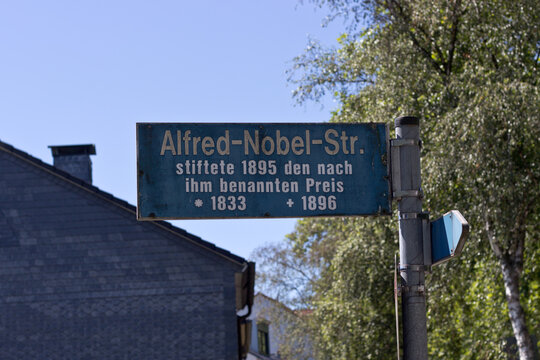 Alfred-Nobel-Str.
stiftete 1895 den nach
ihm benannten Preis
* 1833 + 1896